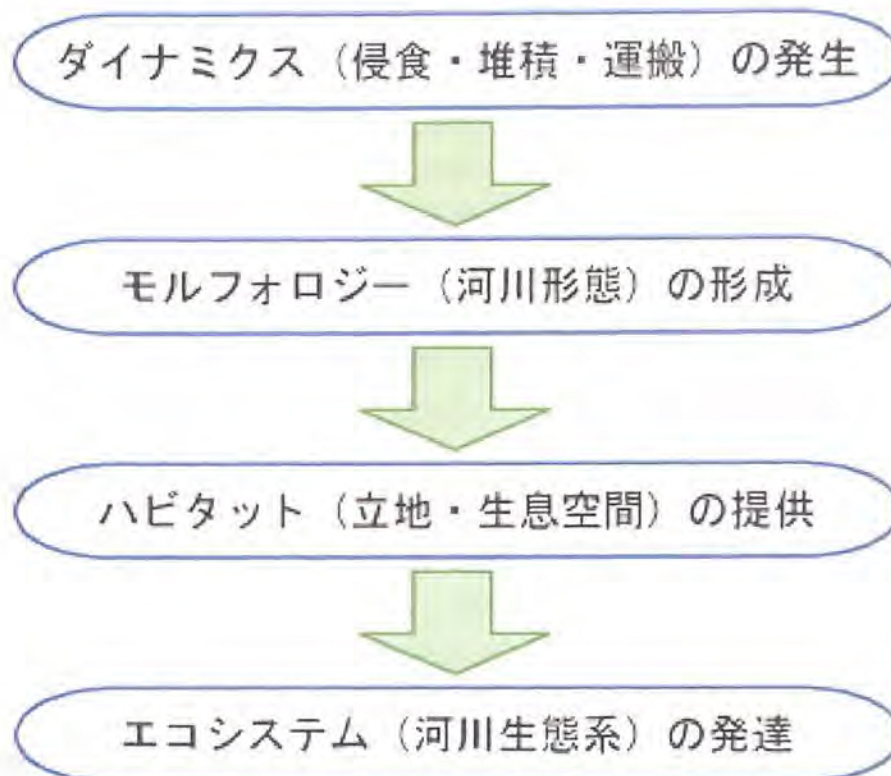 ダイナミクス（侵食・堆積・運搬）の発生
モルフォロジー（河川形態）の形成
ハビタット（立地・生息空間）の提供
エコシステム（河川生態系）の発達